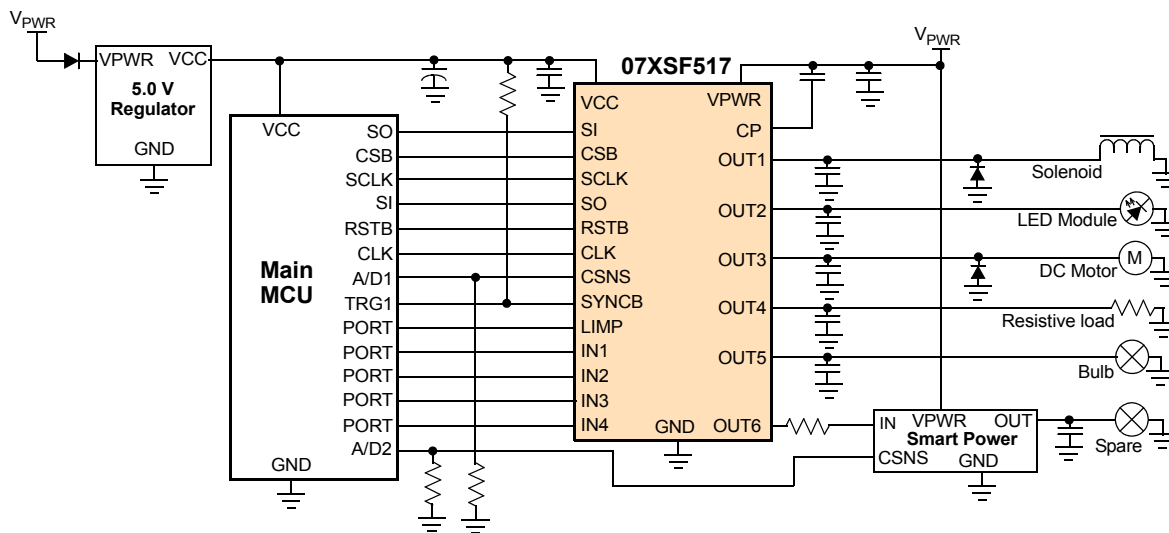 VPWR
VPWR VCC
5.0 V
Regulator
GND
VCC
Main
MCU
GND
SO
CSB
SCLK
SI
RSTB
CLK
A/D1
TRG1
PORT
PORT
PORT
PORT
PORT
A/D2
07XSF517
VCC
SI
CSB
SCLK
SO
RSTB
CLK
CSNS
SYNCB
LIMP
IN1
IN2
IN3
IN4
GND
VPWR
CP
OUT1
OUT2
OUT3
OUT4
OUT5
OUT6
VPWR
Solenoid
LED Module
M
DC Motor
Resistive load
Bulb
IN VPWR OUT
Smart Power
CSNS GND
Spare